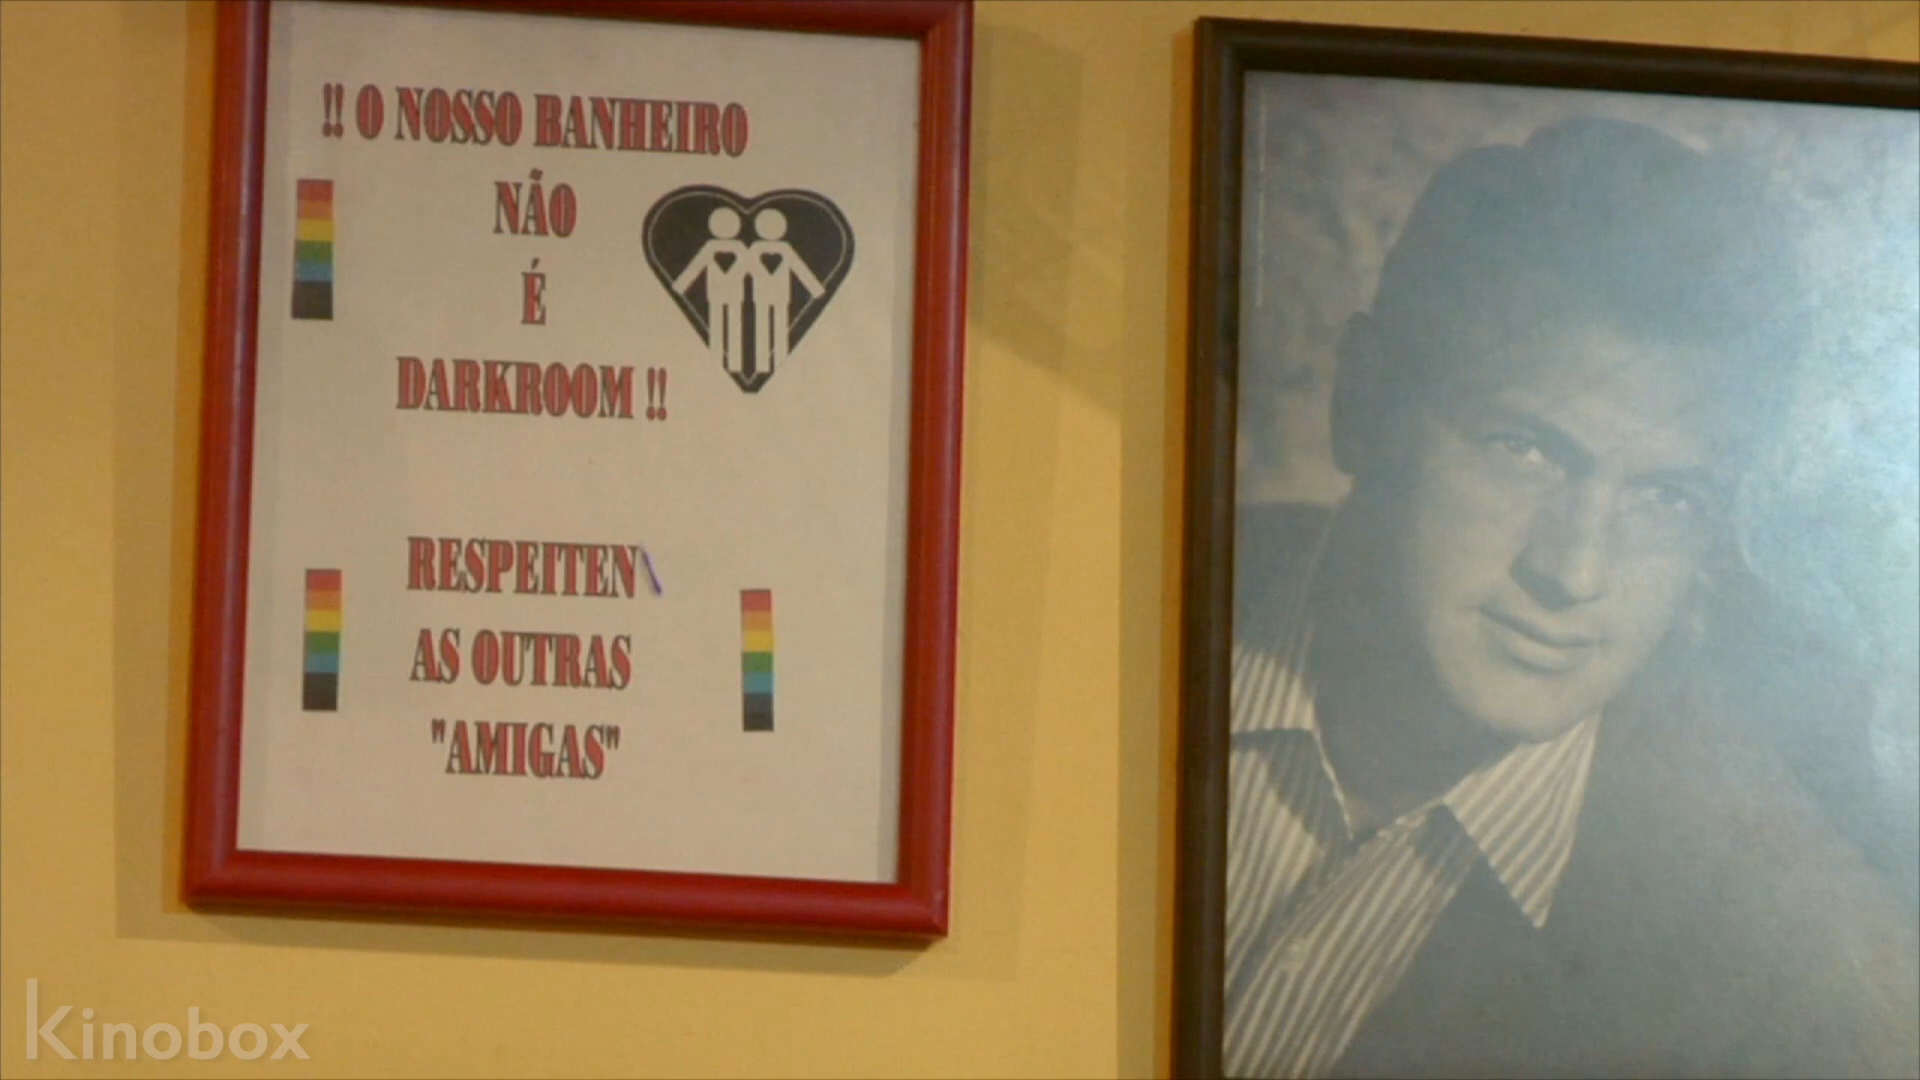 !! O NOSSO BANHEIRO
NÃO
É
DARKROOM !!
RESPEITEN\
AS OUTRAS
"AMIGAS"
Kinobox